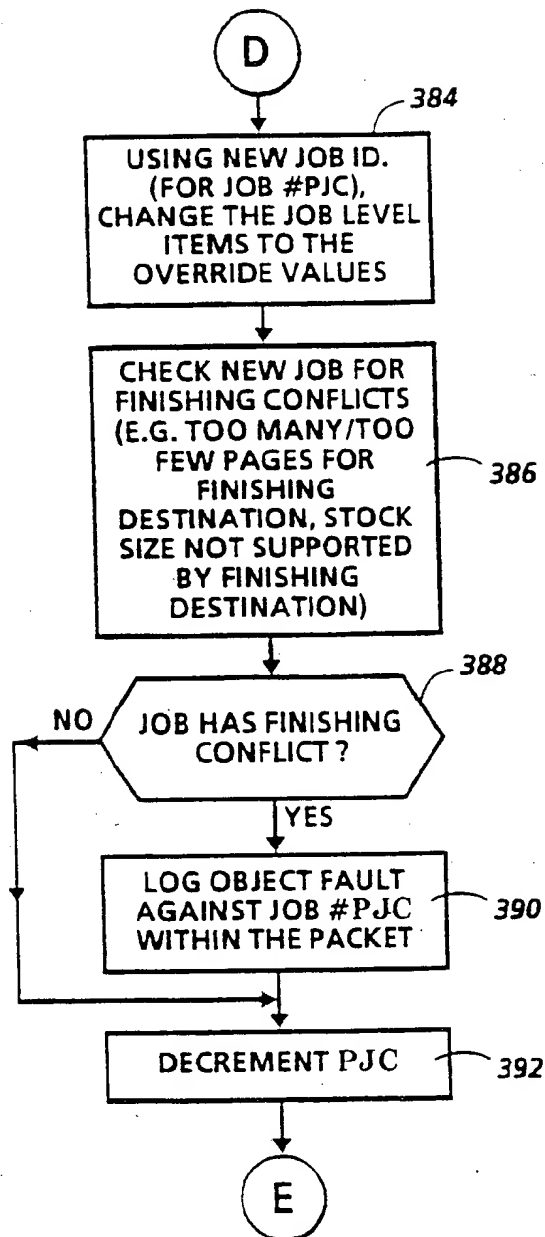 D
384
USING NEW JOB ID.
(FOR JOB #PJC),
CHANGE THE JOB LEVEL
ITEMS TO THE
OVERRIDE VALUES
CHECK NEW JOB FOR
FINISHING CONFLICTS
(E.G. TOO MANY/TOO
FEW PAGES FOR
FINISHING
DESTINATION, STOCK
SIZE NOT SUPPORTED
BY FINISHING
DESTINATION)
386
388
NO
JOB HAS FINISHING
CONFLICT?
YES
LOG OBJECT FAULT
AGAINST JOB #PJC
WITHIN THE PACKET
390
DECREMENT PJC
392
E